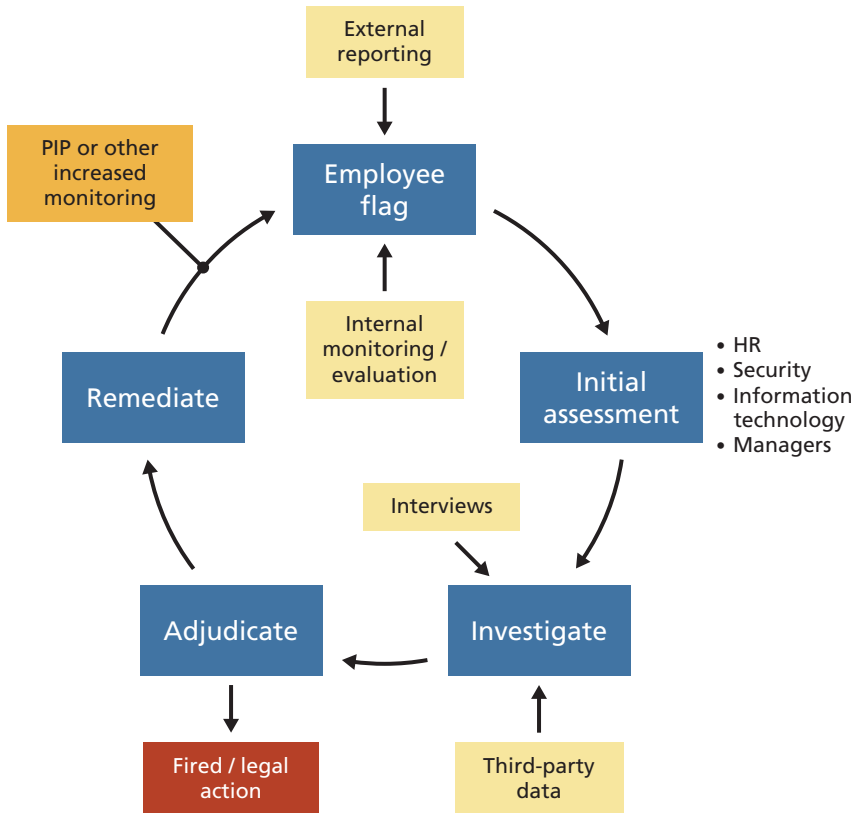 External
reporting
PIP or other
increased
monitoring
Employee
flag
Internal
monitoring /
evaluation
Remediate
Initial
assessment
• HR
• Security
• Information
technology
• Managers
Interviews
Adjudicate
Investigate
Fired / legal
action
Third-party
data